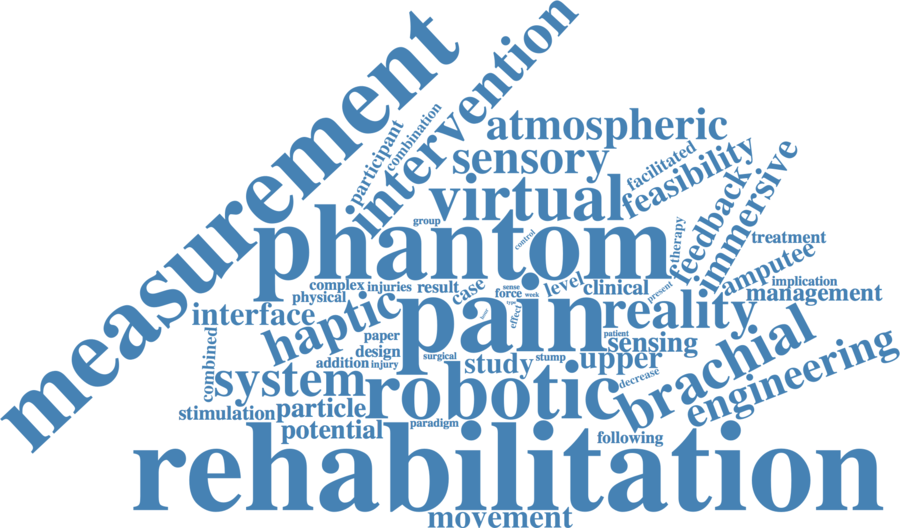 measurement
intervention
participant
combination
atmospheric
sensory
facilitated
feasibility
virtual
group
phantom
control
therapy
feedback
immersive
treatment
amputee
implication
management
complex
injuries
result
case
sense
force
week
type
level
clinical
present
physical
interface
haptic
pain
effect
hour
reality
patient
sensing
paper
design
addition
injury
surgical
study
stump
upper
brachial
engineering
combined
system
robotic
decrease
stimulation
particle
potential
paradigm
following
rehabilitation
movement